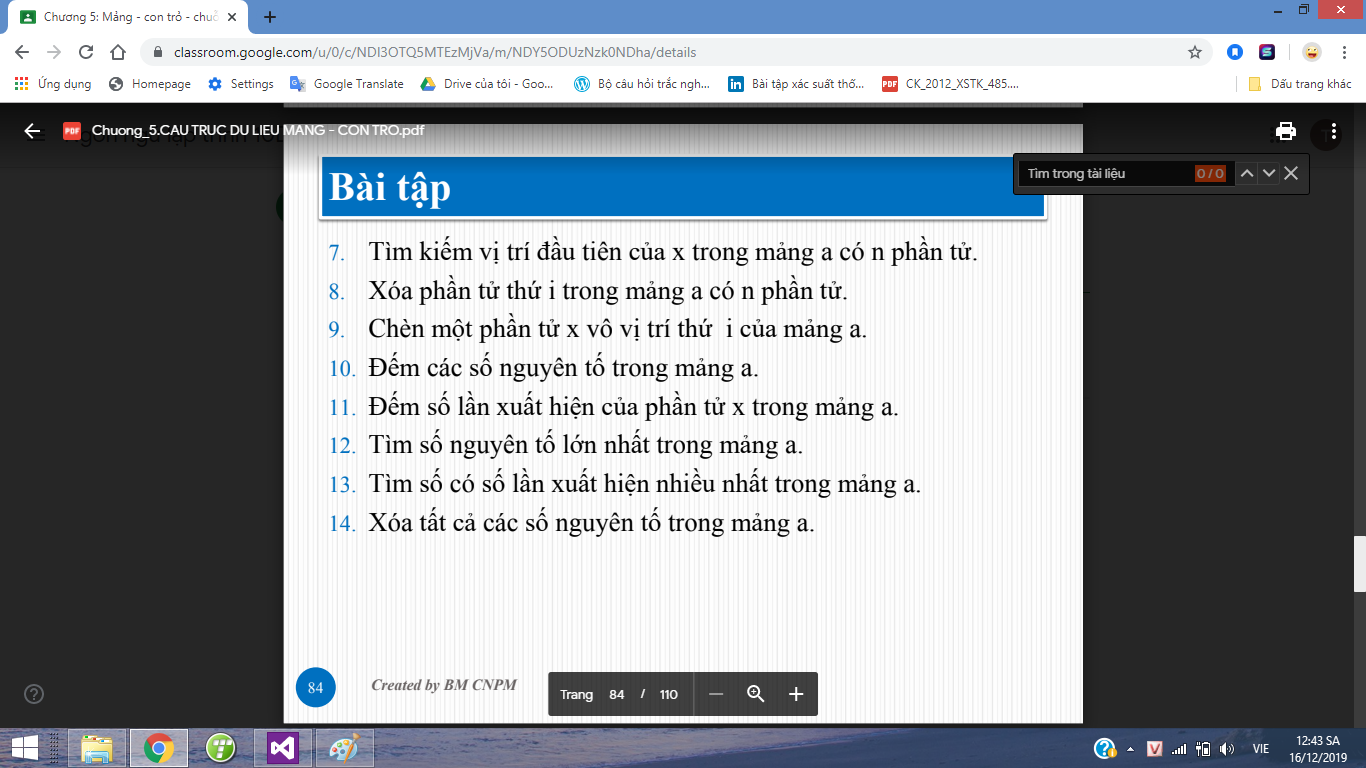 Chương 5: Mảng - con trỏ - chuỗ
classroom.google.com/u/0/c/NDI3OTQ5MTEzMjVa/m/NDY5ODUzNzk0NDha/details
Ứng dụng Homepage Settings Google Translate Drive của tôi - Goo... Bộ câu hỏi trắc ngh... Bài tập xác suất thố... CK_2012_XSTK_485.... Dấu trang khác
PDF Chuong_5.CAU TRUC DU LIEU MANG - CON TRO.pdf
Tìm trong tài liệu 0 / 0
Bài tập
7. Tìm kiếm vị trí đầu tiên của x trong mảng a có n phần tử.
8. Xóa phần tử thứ i trong mảng a có n phần tử.
9. Chèn một phần tử x vô vị trí thứ i của mảng a.
10. Đếm các số nguyên tố trong mảng a.
11. Đếm số lần xuất hiện của phần tử x trong mảng a.
12. Tìm số nguyên tố lớn nhất trong mảng a.
13. Tìm số có số lần xuất hiện nhiều nhất trong mảng a.
14. Xóa tất cả các số nguyên tố trong mảng a.
84 Created by BM CNPM
Trang 84 / 110
VIE 12:43 SA
16/12/2019